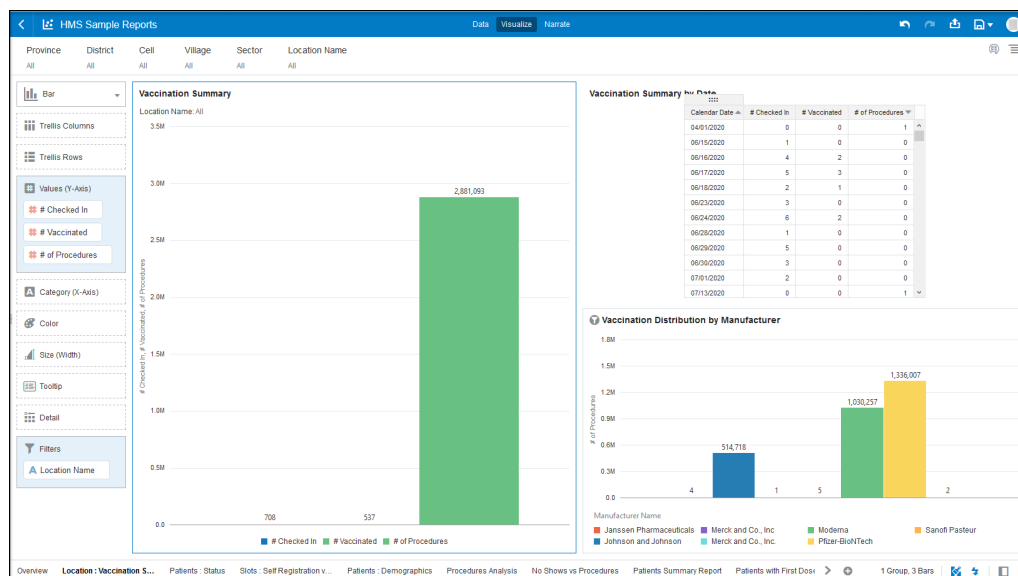 HMS Sample Reports
Data Visualize Narrate
Province District Cell Village Sector Location Name
All All All All All All
Bar
Trellis Columns
Trellis Rows
Values (Y-Axis)
# Checked In
# Vaccinated
# of Procedures
Category (X-Axis)
Color
Size (Width)
Tooltip
Detail
Filters
A Location Name
Vaccination Summary
Location Name: All
3.5M
3.0M
2.5M
2.0M
1.5M
1.0M
0.5M
0.0
# Checked In, # Vaccinated, # of Procedures
708 537 2,881,093
# Checked In # Vaccinated # of Procedures
Vaccination Summary by Date
Calendar Date # Checked In # Vaccinated # of Procedures
04/01/2020 0 0 1
06/15/2020 1 0 0
06/16/2020 4 2 0
06/17/2020 5 3 0
06/18/2020 2 1 0
06/23/2020 3 0 0
06/24/2020 6 2 0
06/28/2020 1 0 0
06/29/2020 5 0 0
06/30/2020 3 0 0
07/01/2020 2 0 0
07/13/2020 0 0 1
Vaccination Distribution by Manufacturer
1.8M
1.5M
1.2M
0.9M
0.6M
0.3M
0.0
# of Procedures
4 514,718 1 5 1,030,257 1,336,007 2
Manufacturer Name
Janssen Pharmaceuticals Merck and Co., Inc Moderna Sanofi Pasteur
Johnson and Johnson Merck and Co., Inc. Pfizer-BioNTech
Overview Location : Vaccination S... Patients : Status Slots : Self Registration v... Patients : Demographics Procedures Analysis No Shows vs Procedures Patients Summary Report Patients with First Dose 1 Group, 3 Bars